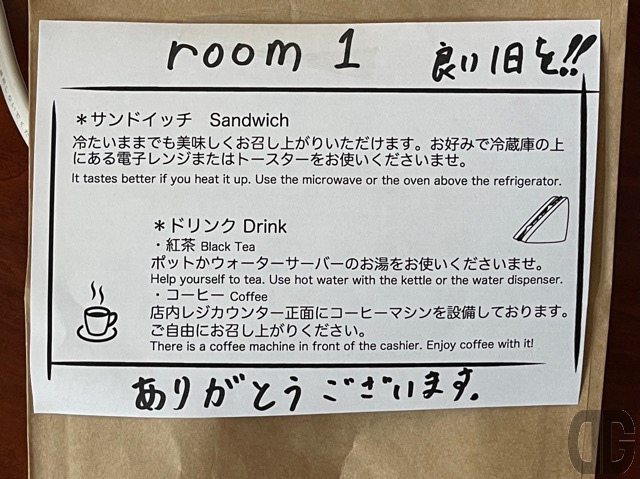 room 1 良い1日を!!
＊サンドイッチ Sandwich
冷たいままでも美味しくお召し上がりいただけます。お好みで冷蔵庫の上
にある電子レンジまたはトースターをお使いくださいませ。
It tastes better if you heat it up. Use the microwave or the oven above the refrigerator.
＊ドリンク Drink
・紅茶 Black Tea
ポットかウォーターサーバーのお湯をお使いくださいませ。
Help yourself to tea. Use hot water with the kettle or the water dispenser.
・コーヒー Coffee
店内レジカウンター正面にコーヒーマシンを設備しております。
ご自由にお召し上がりください。
There is a coffee machine in front of the cashier. Enjoy coffee with it!
ありがとうございます。